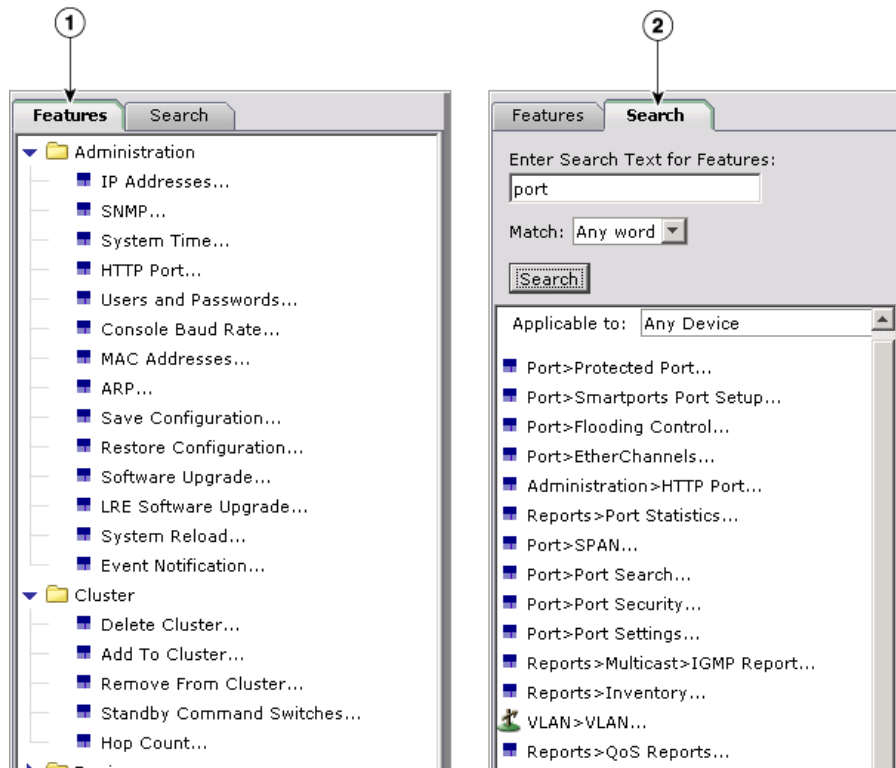 1
Features
Search
Administration
IP Addresses...
SNMP...
System Time...
HTTP Port...
Users and Passwords...
Console Baud Rate...
MAC Addresses...
ARP...
Save Configuration...
Restore Configuration...
Software Upgrade...
LRE Software Upgrade...
System Reload...
Event Notification...
Cluster
Delete Cluster...
Add To Cluster...
Remove From Cluster...
Standby Command Switches...
Hop Count...
2
Features
Search
Enter Search Text for Features:
port
Match: Any word
Search
Applicable to: Any Device
Port>Protected Port...
Port>Smartports Port Setup...
Port>Flooding Control...
Port>EtherChannels...
Administration>HTTP Port...
Reports>Port Statistics...
Port>SPAN...
Port>Port Search...
Port>Port Security...
Port>Port Settings...
Reports>Multicast>IGMP Report...
Reports>Inventory...
VLAN>VLAN...
Reports>QoS Reports...